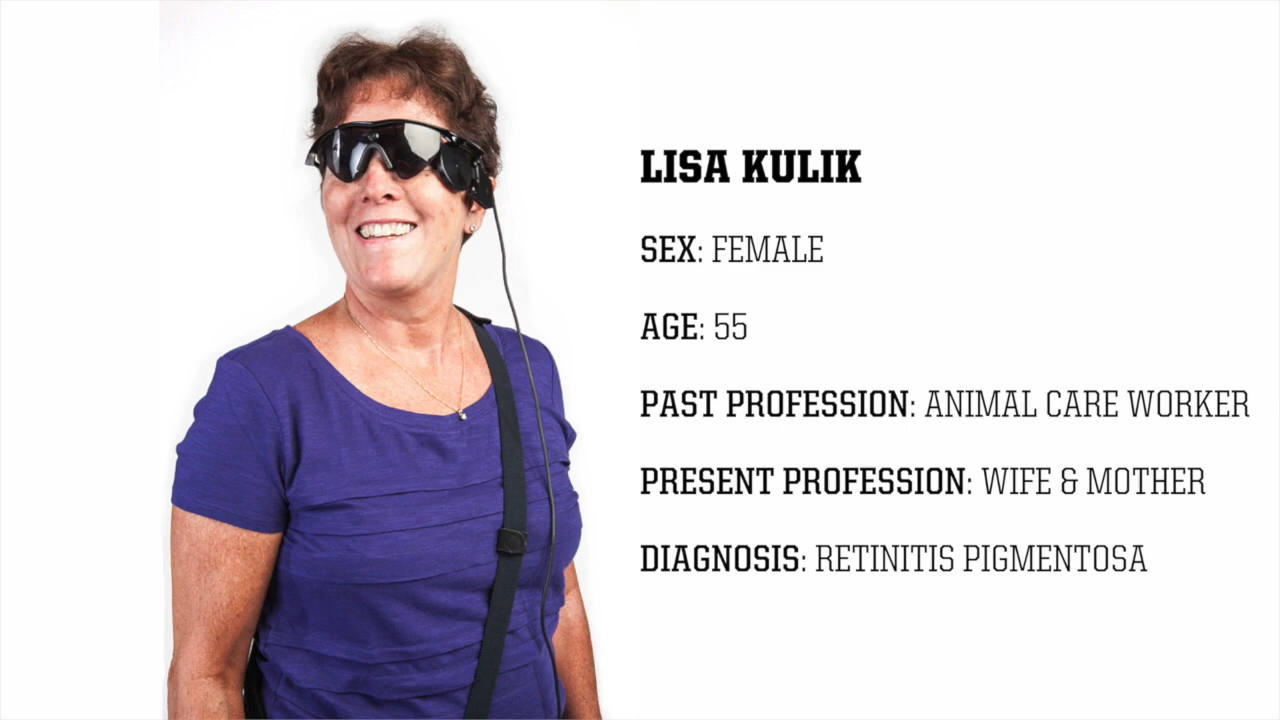 LISA KULIK
SEX: FEMALE
AGE: 55
PAST PROFESSION: ANIMAL CARE WORKER
PRESENT PROFESSION: WIFE & MOTHER
DIAGNOSIS: RETINITIS PIGMENTOSA